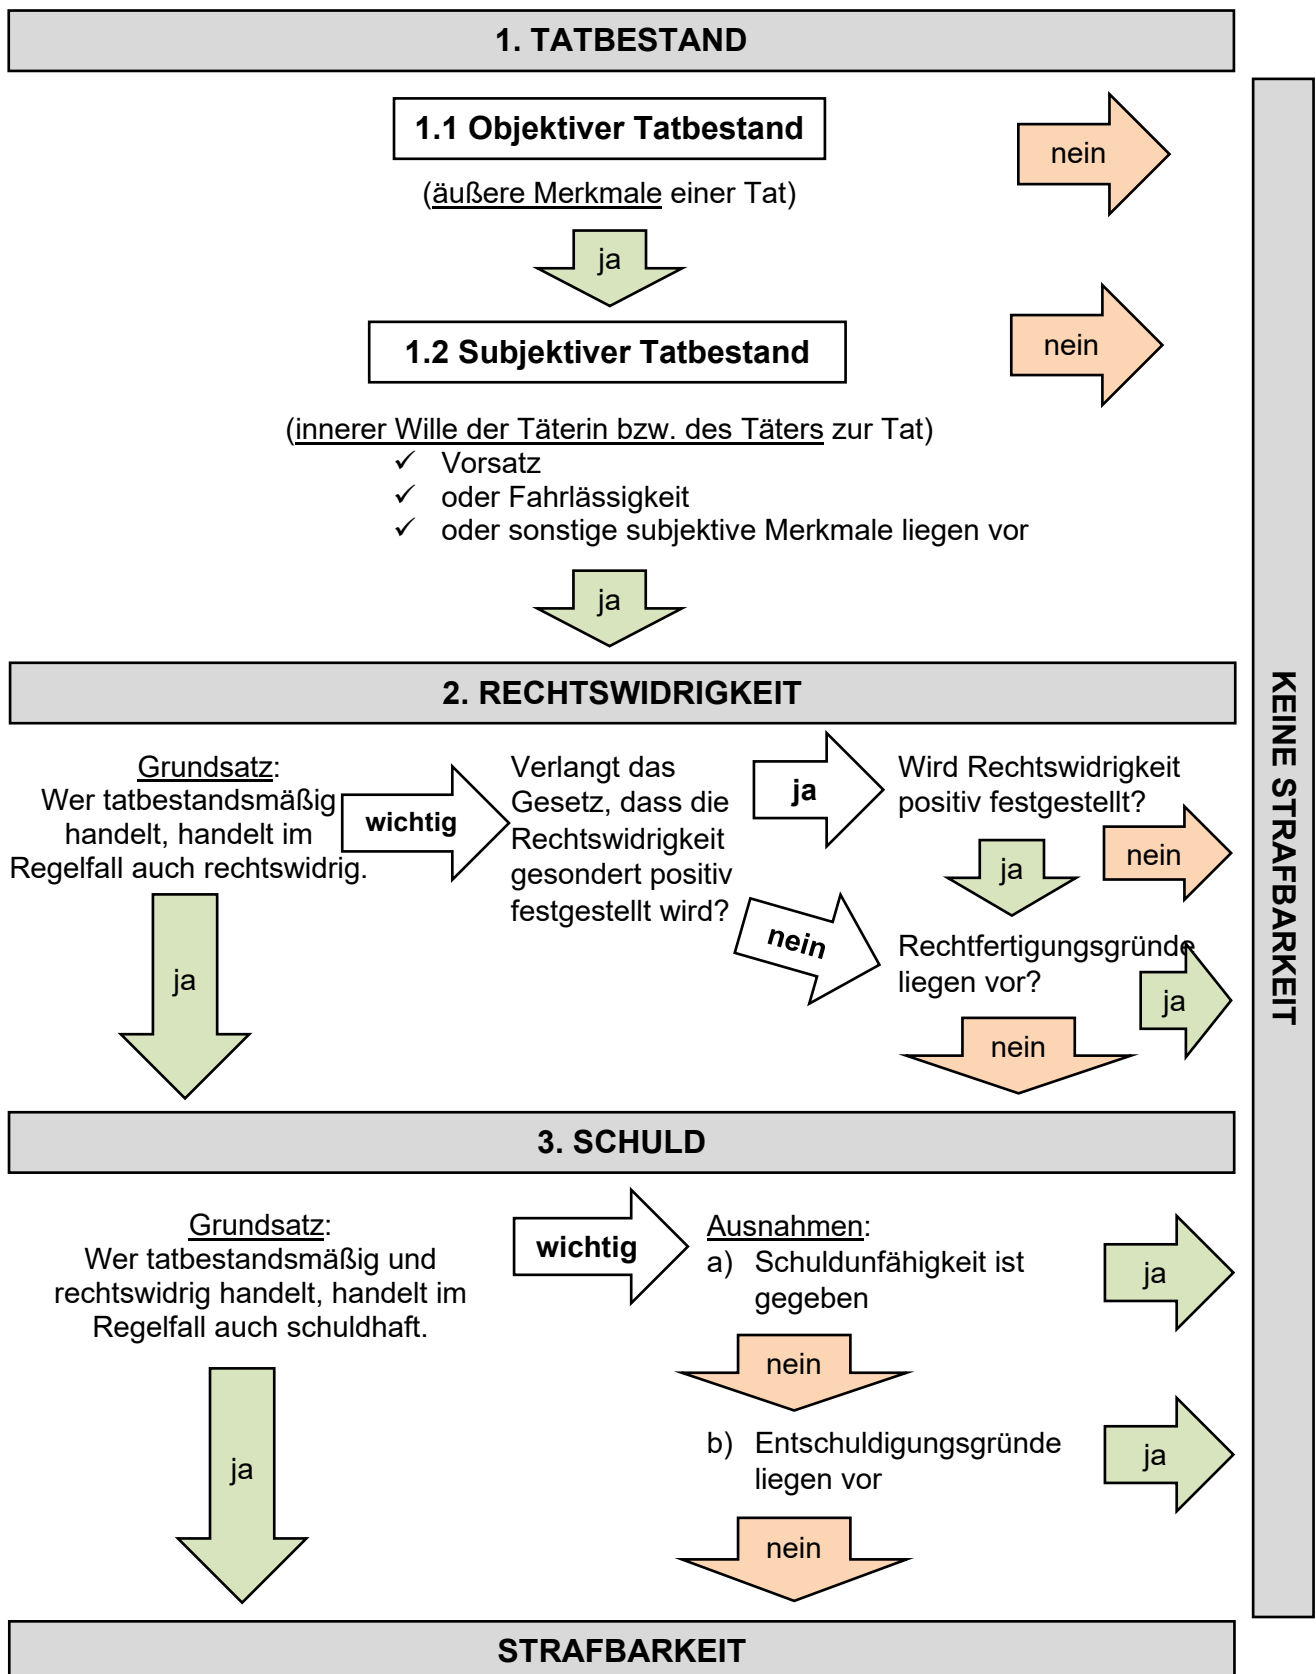 1. TATBESTAND
1.1 Objektiver Tatbestand
nein
(äußere Merkmale einer Tat)
ja
1.2 Subjektiver Tatbestand
nein
(innerer Wille der Täterin bzw. des Täters zur Tat)
✓ Vorsatz
✓ oder Fahrlässigkeit
✓ oder sonstige subjektive Merkmale liegen vor
ja
2. RECHTSWIDRIGKEIT
Grundsatz:
Wer tatbestandsmäßig
handelt, handelt im
Regelfall auch rechtswidrig.
ja
wichtig
Verlangt das
Gesetz, dass die
Rechtswidrigkeit
gesondert positiv
festgestellt wird?
ja
Wird Rechtswidrigkeit
positiv festgestellt?
ja
nein
nein
Rechtfertigungsgründe
liegen vor?
ja
nein
3. SCHULD
Grundsatz:
Wer tatbestandsmäßig und
rechtswidrig handelt, handelt im
Regelfall auch schuldhaft.
ja
wichtig
Ausnahmen:
a) Schuldunfähigkeit ist
gegeben
ja
nein
b) Entschuldigungsgründe
liegen vor
ja
nein
STRAFBARKEIT
KEINE STRAFBARKEIT